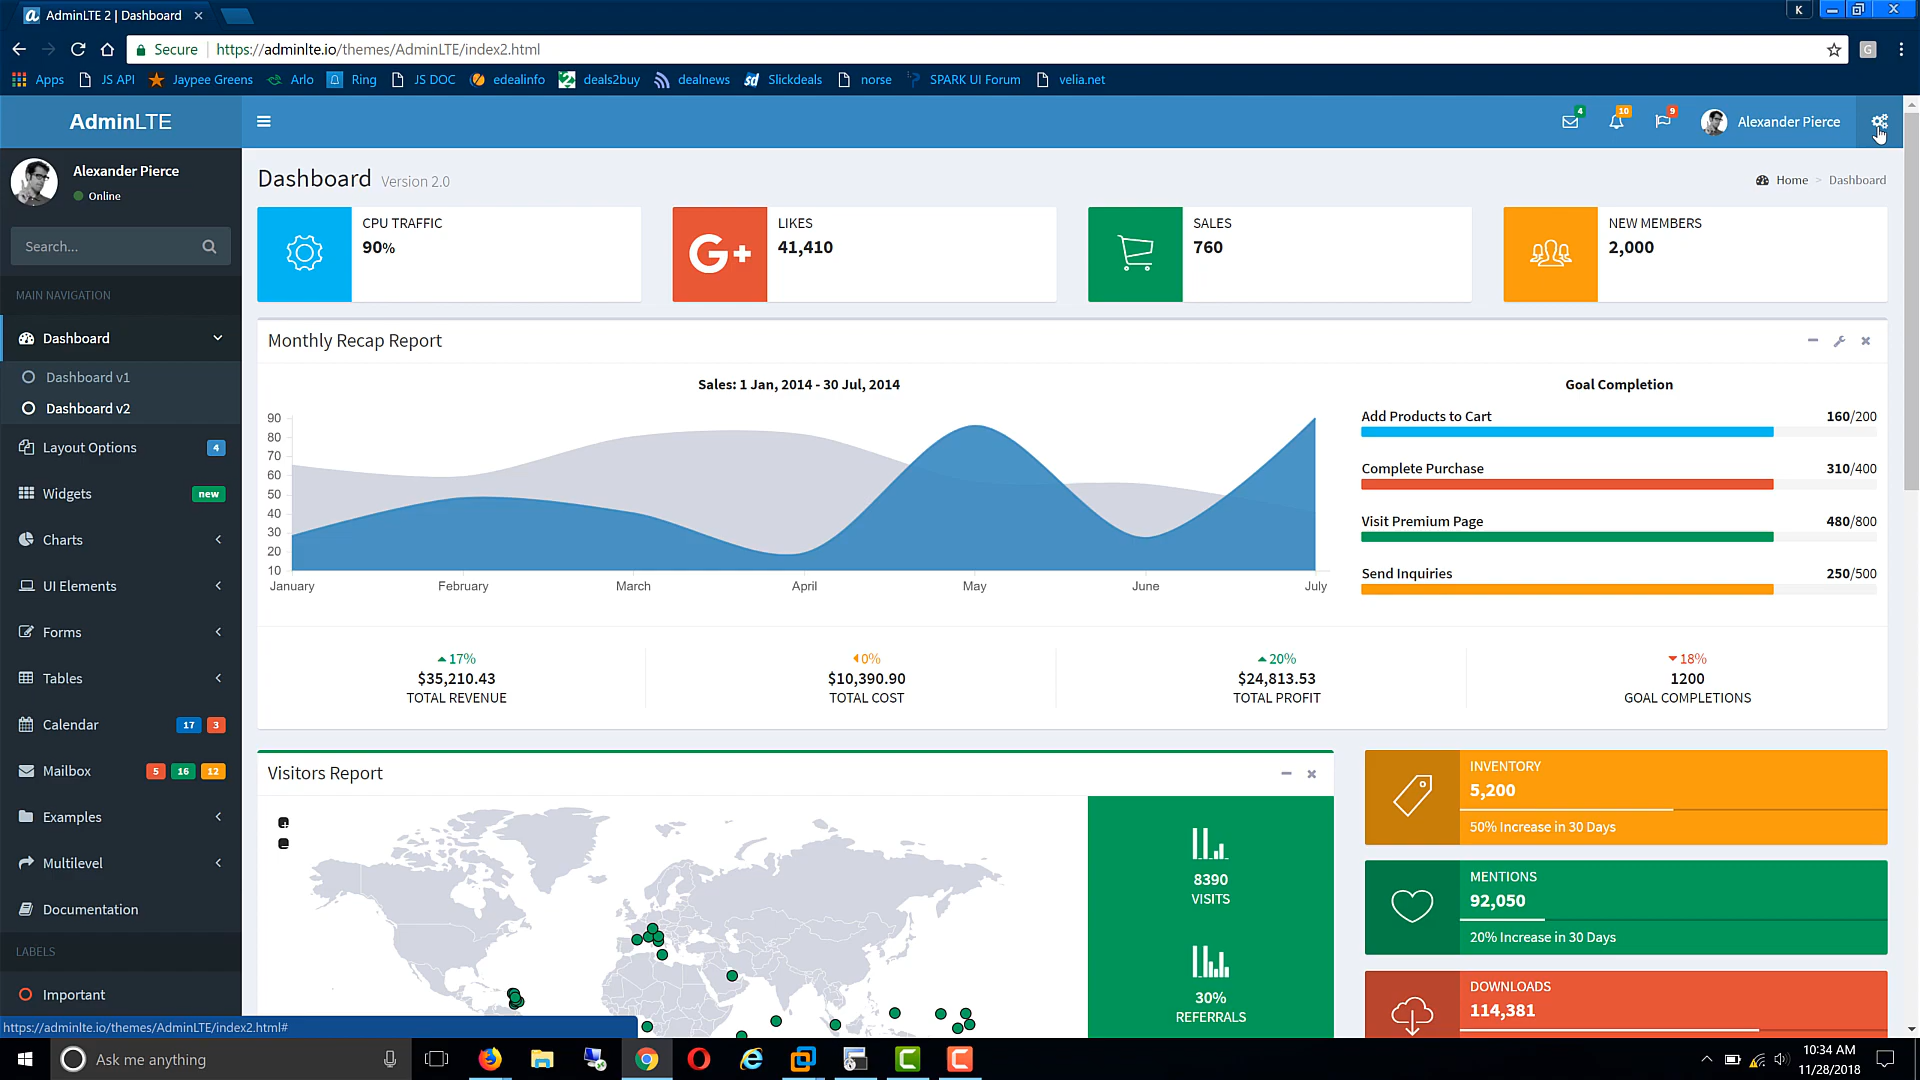 AdminLTE 2 | Dashboard
K
Secure
https://adminlte.io/themes/AdminLTE/index2.html
G
Apps
JS API
Jaypee Greens
Arlo
Ring
JS DOC
edealinfo
deals2buy
dealnews
sd Slickdeals
norse
SPARK UI Forum
velia.net
AdminLTE
4
10
9
Alexander Pierce
Alexander Pierce
Online
Search...
MAIN NAVIGATION
Dashboard
Dashboard v1
Dashboard v2
Layout Options 4
Widgets new
Charts
UI Elements
Forms
Tables
Calendar 17 3
Mailbox 5 16 12
Examples
Multilevel
Documentation
LABELS
Important
Dashboard Version 2.0
Home > Dashboard
CPU TRAFFIC
90%
G+
LIKES
41,410
SALES
760
NEW MEMBERS
2,000
Monthly Recap Report
Sales: 1 Jan, 2014 - 30 Jul, 2014
90
80
70
60
50
40
30
20
10
January February March April May June July
Goal Completion
Add Products to Cart 160/200
Complete Purchase 310/400
Visit Premium Page 480/800
Send Inquiries 250/500
17%
$35,210.43
TOTAL REVENUE
0%
$10,390.90
TOTAL COST
20%
$24,813.53
TOTAL PROFIT
18%
1200
GOAL COMPLETIONS
Visitors Report
8390
VISITS
30%
REFERRALS
INVENTORY
5,200
50% Increase in 30 Days
MENTIONS
92,050
20% Increase in 30 Days
DOWNLOADS
114,381
https://adminlte.io/themes/AdminLTE/index2.html#
Ask me anything
10:34 AM
11/28/2018